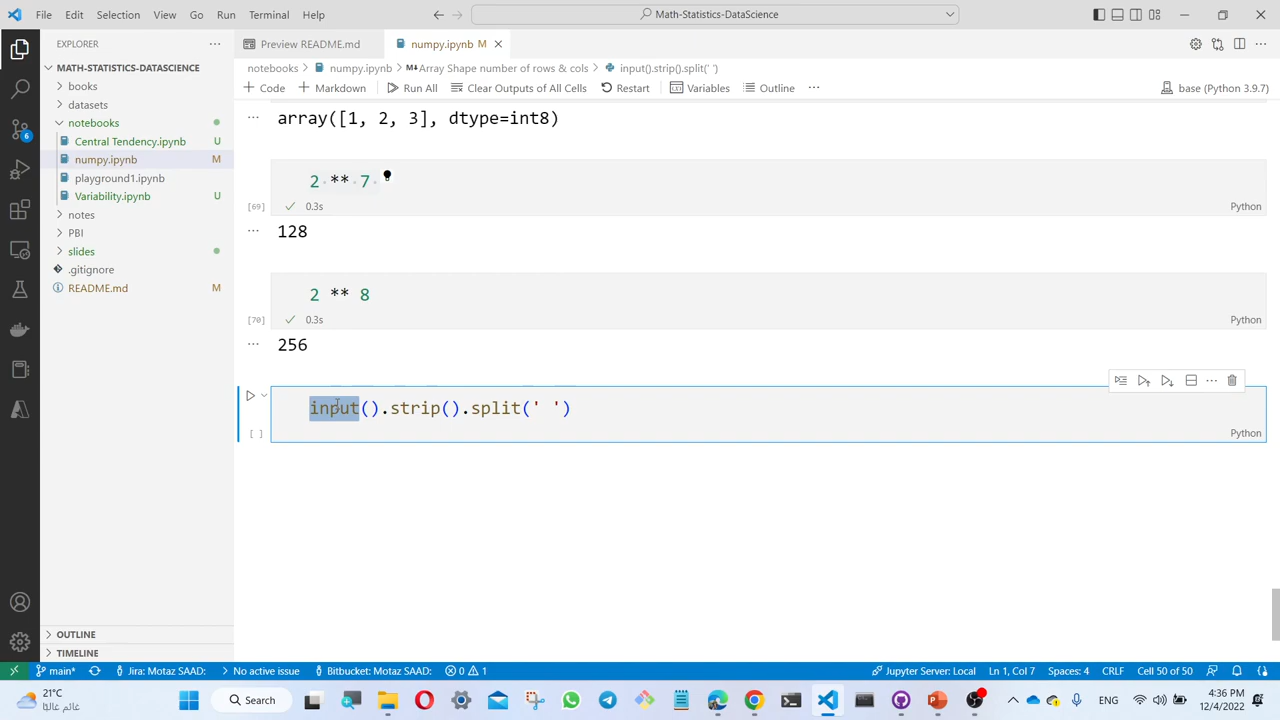 File Edit Selection View Go Run Terminal Help
Math-Statistics-DataScience
EXPLORER
MATH-STATISTICS-DATASCIENCE
books
datasets
notebooks
Central Tendency.ipynb U
numpy.ipynb M
playground1.ipynb
Variability.ipynb U
notes
PBI
slides
.gitignore
README.md M
OUTLINE
TIMELINE
Preview README.md numpy.ipynb M
notebooks > numpy.ipynb > M↓Array Shape number of rows & cols > input().strip().split(' ')
+ Code + Markdown Run All Clear Outputs of All Cells Restart Variables Outline ... base (Python 3.9.7)
... array([1, 2, 3], dtype=int8)
2 ** 7
[69] ✓ 0.3s Python
... 128
2 ** 8
[70] ✓ 0.3s Python
... 256
input().strip().split(' ')
[ ] Python
6
main* Jira: Motaz SAAD: No active issue Bitbucket: Motaz SAAD: 0 1 Jupyter Server: Local Ln 1, Col 7 Spaces: 4 CRLF Cell 50 of 50
21°C
غائم غالبًا
Search
ENG
4:36 PM
12/4/2022